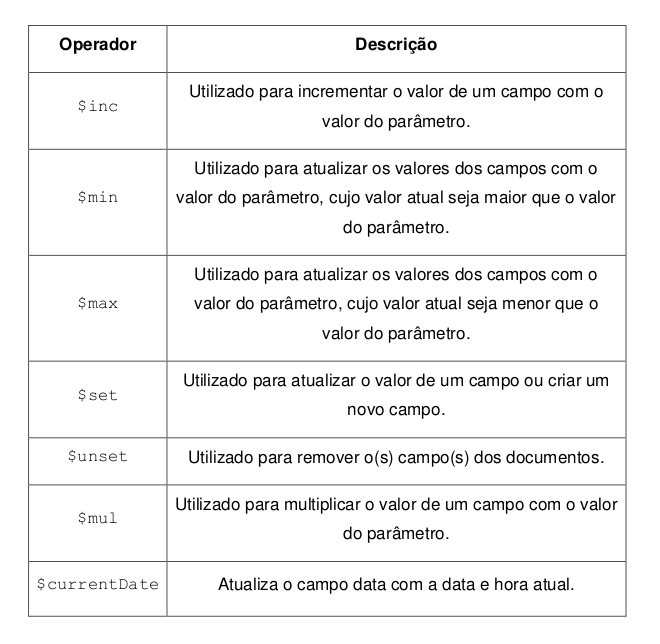 Operador Descrição
$inc Utilizado para incrementar o valor de um campo com o
valor do parâmetro.
$min Utilizado para atualizar os valores dos campos com o
valor do parâmetro, cujo valor atual seja maior que o valor
do parâmetro.
$max Utilizado para atualizar os valores dos campos com o
valor do parâmetro, cujo valor atual seja menor que o
valor do parâmetro.
$set Utilizado para atualizar o valor de um campo ou criar um
novo campo.
$unset Utilizado para remover o(s) campo(s) dos documentos.
$mul Utilizado para multiplicar o valor de um campo com o valor
do parâmetro.
$currentDate Atualiza o campo data com a data e hora atual.